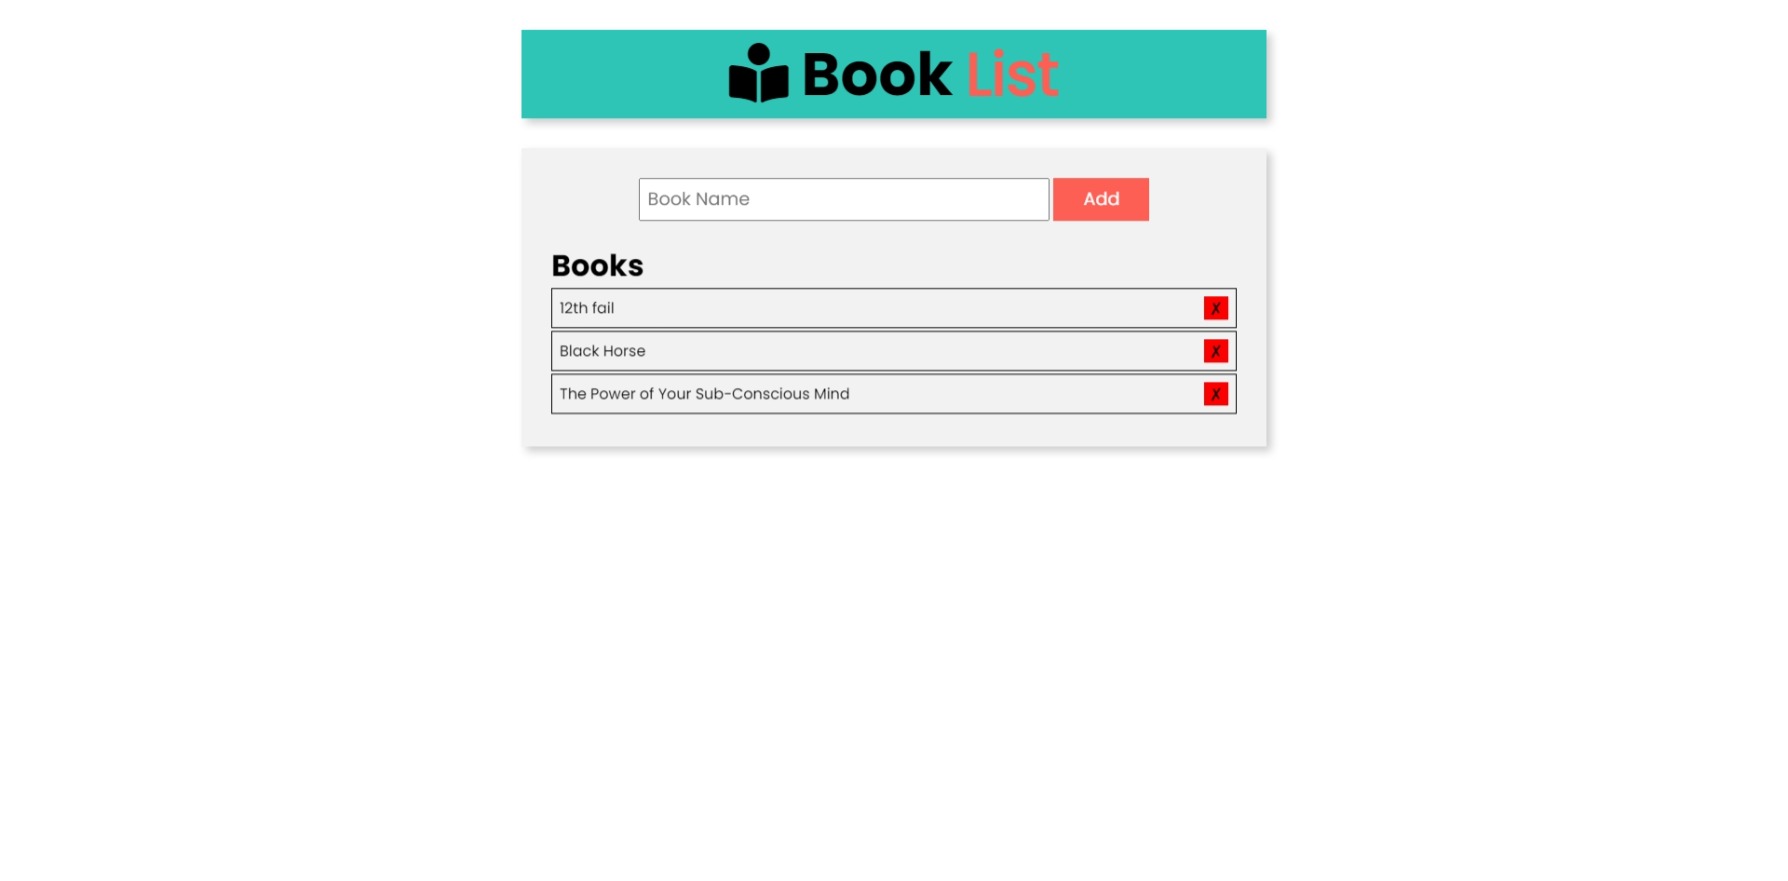 Book List
Book Name
Add
Books
12th fail
X
Black Horse
X
The Power of Your Sub-Conscious Mind
X